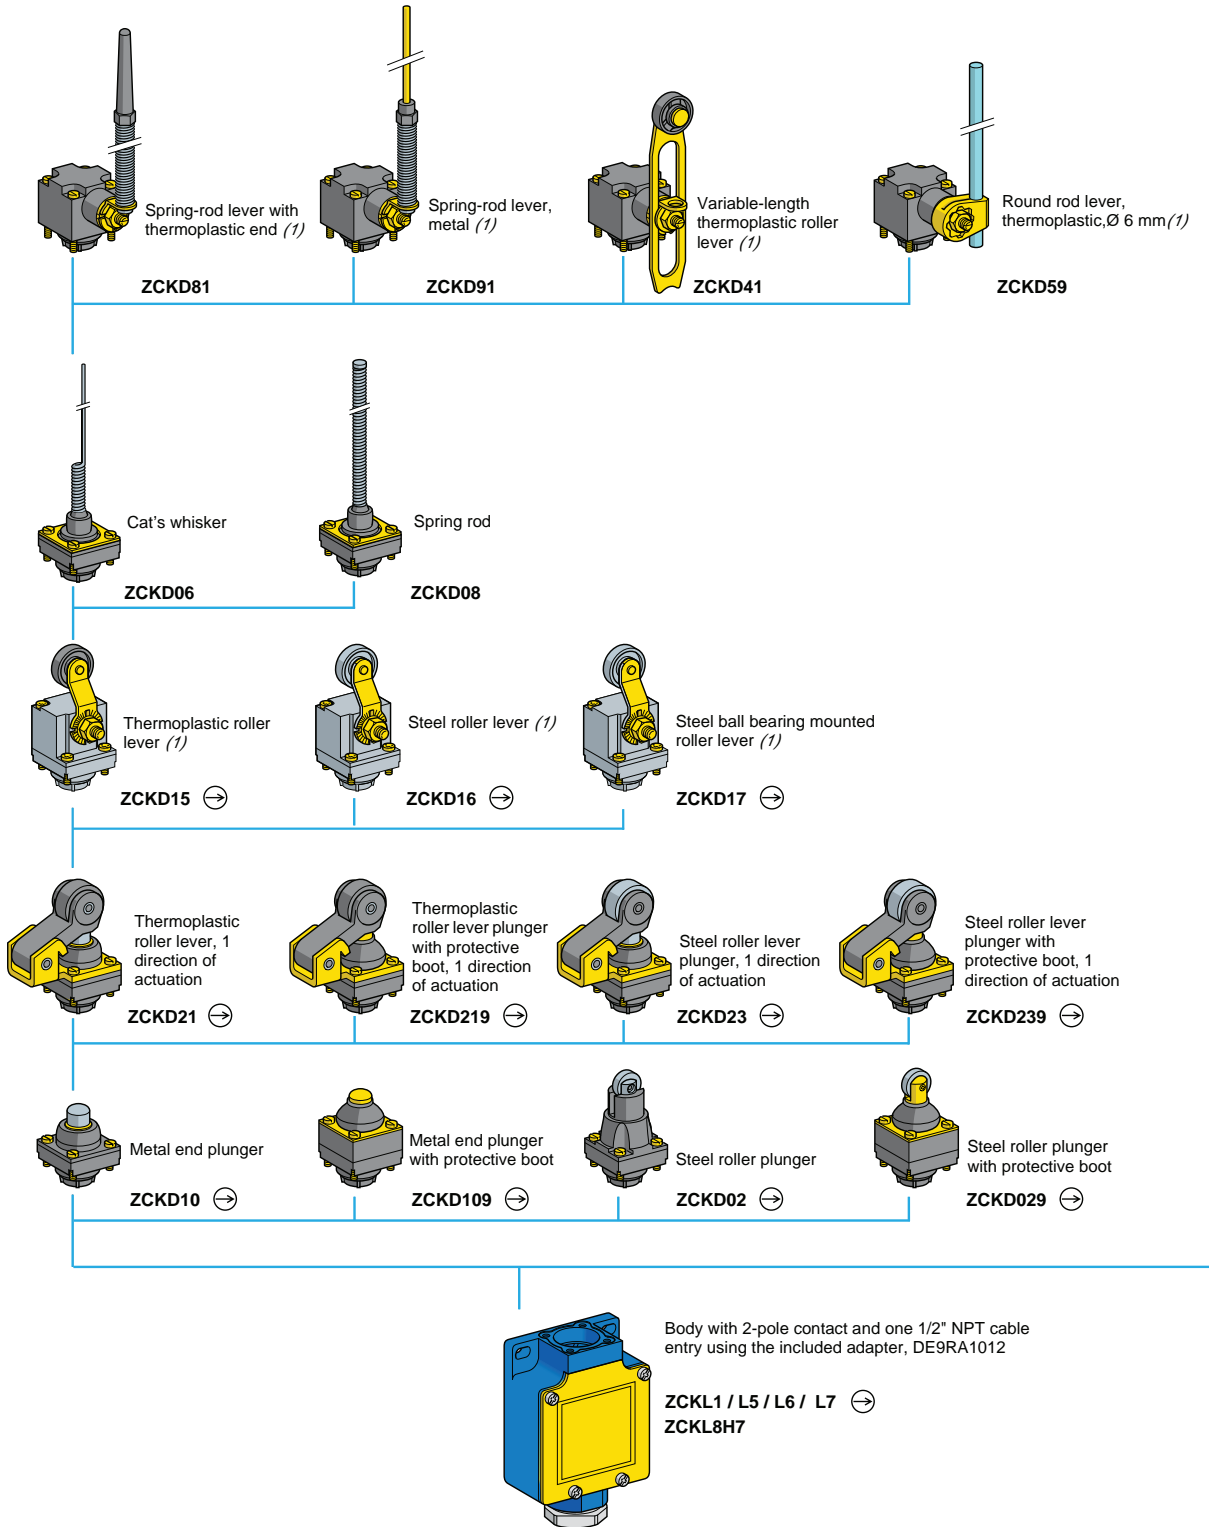 Spring-rod lever with
thermoplastic end (1)
ZCKD81
Spring-rod lever,
metal (1)
ZCKD91
Variable-length
thermoplastic roller
lever (1)
ZCKD41
Round rod lever,
thermoplastic,Ø 6 mm(1)
ZCKD59
Cat's whisker
ZCKD06
Spring rod
ZCKD08
Thermoplastic roller
lever (1)
ZCKD15
Steel roller lever (1)
ZCKD16
Steel ball bearing mounted
roller lever (1)
ZCKD17
Thermoplastic
roller lever, 1
direction of
actuation
ZCKD21
Thermoplastic
roller lever plunger
with protective
boot, 1 direction
of actuation
ZCKD219
Steel roller lever
plunger, 1 direction
of actuation
ZCKD23
Steel roller lever
plunger with
protective boot, 1
direction of actuation
ZCKD239
Metal end plunger
ZCKD10
Metal end plunger
with protective boot
ZCKD109
Steel roller plunger
ZCKD02
Steel roller plunger
with protective boot
ZCKD029
Body with 2-pole contact and one 1/2" NPT cable
entry using the included adapter, DE9RA1012
ZCKL1 / L5 / L6 / L7
ZCKL8H7